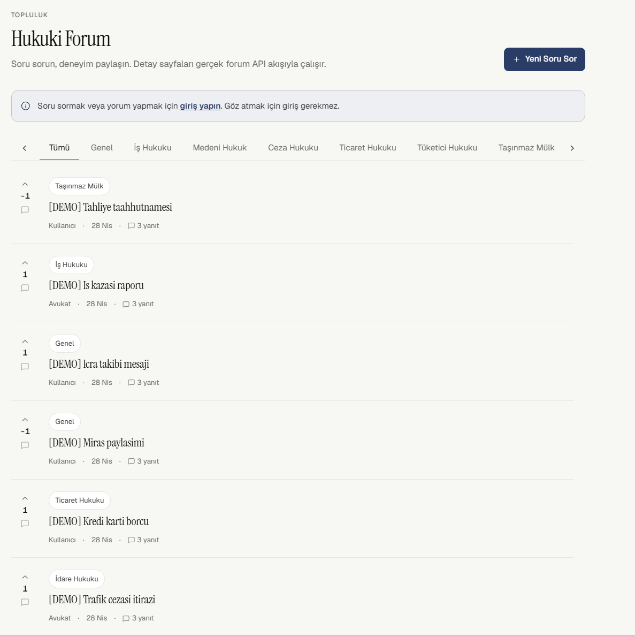 TOPLULUK
Hukuki Forum
Soru sorun, deneyim paylaşın. Detay sayfaları gerçek forum API akışıyla çalışır.
+ Yeni Soru Sor
Soru sormak veya yorum yapmak için giriş yapın. Göz atmak için giriş gerekmez.
Tümü Genel İş Hukuku Medeni Hukuk Ceza Hukuku Ticaret Hukuku Tüketici Hukuku Taşınmaz Mülk
Taşınmaz Mülk
-1
[DEMO] Tahliye taahhutnamesi
Kullanıcı · 28 Nis · 3 yanıt
İş Hukuku
1
[DEMO] Is kazasi raporu
Avukat · 28 Nis · 3 yanıt
Genel
1
[DEMO] Icra takibi mesaji
Kullanıcı · 28 Nis · 3 yanıt
Genel
-1
[DEMO] Miras paylasimi
Kullanıcı · 28 Nis · 3 yanıt
Ticaret Hukuku
1
[DEMO] Kredi karti borcu
Kullanıcı · 28 Nis · 3 yanıt
İdare Hukuku
1
[DEMO] Trafik cezasi itirazi
Avukat · 28 Nis · 3 yanıt